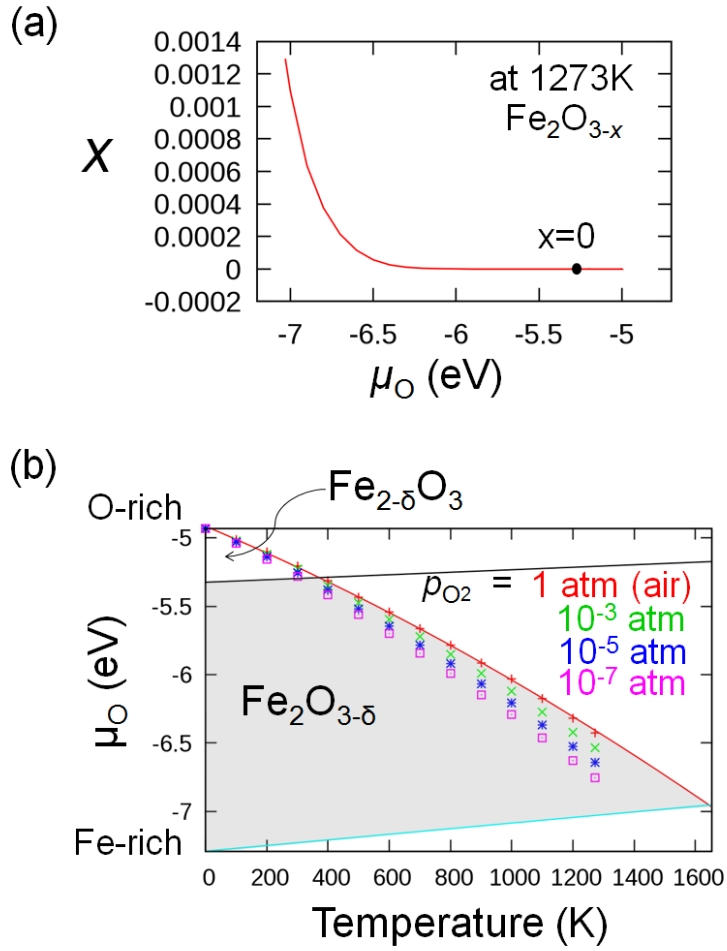 (a)
0.0014
0.0012
0.001
0.0008
0.0006
0.0004
0.0002
0
-0.0002
x
at 1273K
Fe2O3-x
x=0
-7 -6.5 -6 -5.5 -5
μO (eV)
(b)
O-rich
Fe2-δO3
-5
-5.5
-6
-6.5
-7
μO (eV)
pO2 = 1 atm (air)
10-3 atm
10-5 atm
10-7 atm
Fe2O3-δ
Fe-rich
0 200 400 600 800 1000 1200 1400 1600
Temperature (K)